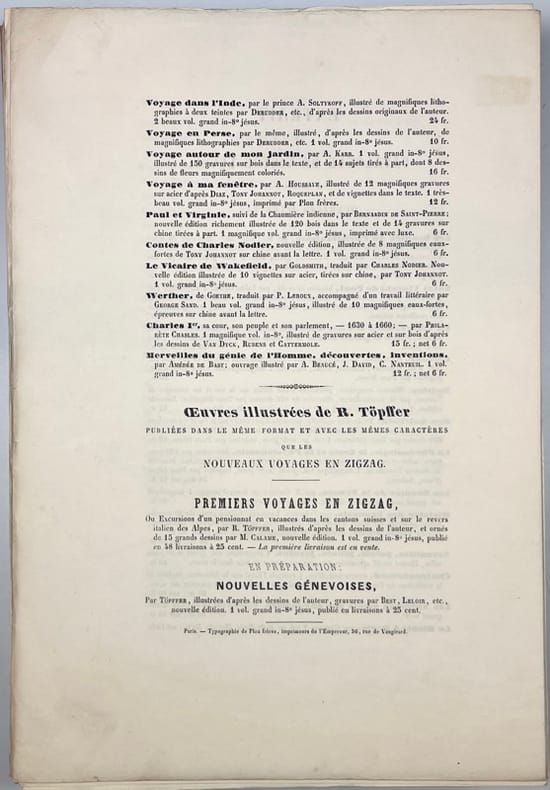 Voyage dans l'Inde, par le prince A. Soltykoff, illustré de magnifiques litho-
graphies à deux teintes par Derudder, etc., d'après les dessins originaux de l'auteur.
2 beaux vol. grand in-8º jésus. 24 fr.
Voyage en Perse, par le même, illustré, d'après les dessins de l'auteur, de
magnifiques lithographies par Derudder, etc. 1 vol. grand in-8º jésus. 10 fr.
Voyage autour de mon jardin, par A. Karr. 1 vol. grand in-8º jésus,
illustré de 150 gravures sur bois dans le texte, et de 14 sujets tirés à part, dont 8 des-
sins de fleurs magnifiquement coloriés. 16 fr.
Voyage à ma fenêtre, par A. Houssaye, illustré de 12 magnifiques gravures
sur acier d'après Diaz, Tony Johannot, Roqueplan, et de vignettes dans le texte. 1 très-
beau vol. grand in-8º jésus, imprimé par Plon frères. 12 fr.
Paul et Virginie, suivi de la Chaumière indienne, par Bernardin de Saint-Pierre;
nouvelle édition richement illustrée de 120 bois dans le texte et de 14 gravures sur
chine tirées à part. 1 magnifique vol. grand in-8º jésus, imprimé avec luxe. 6 fr.
Contes de Charles Nodier, nouvelle édition, illustrée de 8 magnifiques eaux-
fortes de Tony Johannot sur chine avant la lettre. 1 vol. grand in-8º jésus. 6 fr.
Le Vicaire de Wakefield, par Goldsmith, traduit par Charles Nodier. Nou-
velle édition illustrée de 10 vignettes sur acier, tirées sur chine, par Tony Johannot.
1 vol. grand in-8º jésus. 6 fr.
Werther, de Goethe, traduit par P. Leroux, accompagné d'un travail littéraire par
George Sand. 1 beau vol. grand in-8º jésus, illustré de 10 magnifiques eaux-fortes,
épreuves sur chine avant la lettre. 6 fr.
Charles Ier, sa cour, son peuple et son parlement, — 1630 à 1660; — par Phila-
rète Chasles. 1 magnifique vol. in-8º, illustré de gravures sur acier et sur bois d'après
les dessins de Van Dyck, Rubens et Cattermole. 15 fr.; net 6 fr.
Merveilles du génie de l'Homme, découvertes, inventions,
par Amédée de Bast; ouvrage illustré par A. Beaucé, J. David, C. Nanteuil. 1 vol.
grand in-8º jésus. 12 fr.; net 6 fr.
Œuvres illustrées de R. Töpffer
PUBLIÉES DANS LE MÊME FORMAT ET AVEC LES MÊMES CARACTÈRES
QUE LES
NOUVEAUX VOYAGES EN ZIGZAG.
PREMIERS VOYAGES EN ZIGZAG,
Ou Excursions d'un pensionnat en vacances dans les cantons suisses et sur le revers
italien des Alpes, par R. Töpffer, illustrés d'après les dessins de l'auteur, et ornés
de 15 grands dessins par M. Calame, nouvelle édition. 1 vol. grand in-8º jésus, publié
en 48 livraisons à 25 cent. — La première livraison est en vente.
EN PRÉPARATION:
NOUVELLES GÉNEVOISES,
Par Töpffer, illustrées d'après les dessins de l'auteur, gravures par Best, Leloir, etc.,
nouvelle édition. 1 vol. grand in-8º jésus, publié en livraisons à 25 cent.
Paris. — Typographie de Plon frères, imprimeurs de l'Empereur, 36, rue de Vaugirard.